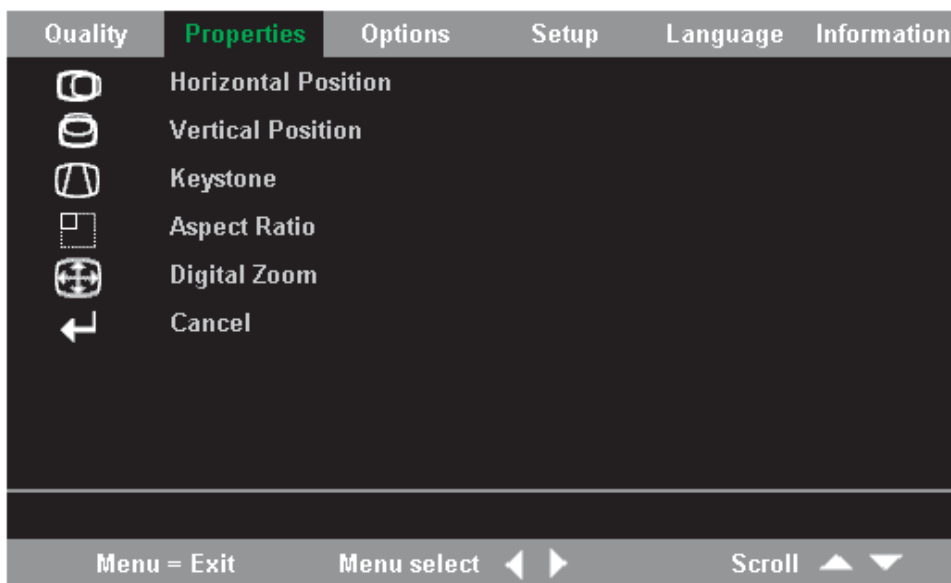 Quality Properties Options Setup Language Information
Horizontal Position
Vertical Position
Keystone
Aspect Ratio
Digital Zoom
Cancel
Menu = Exit Menu select Scroll